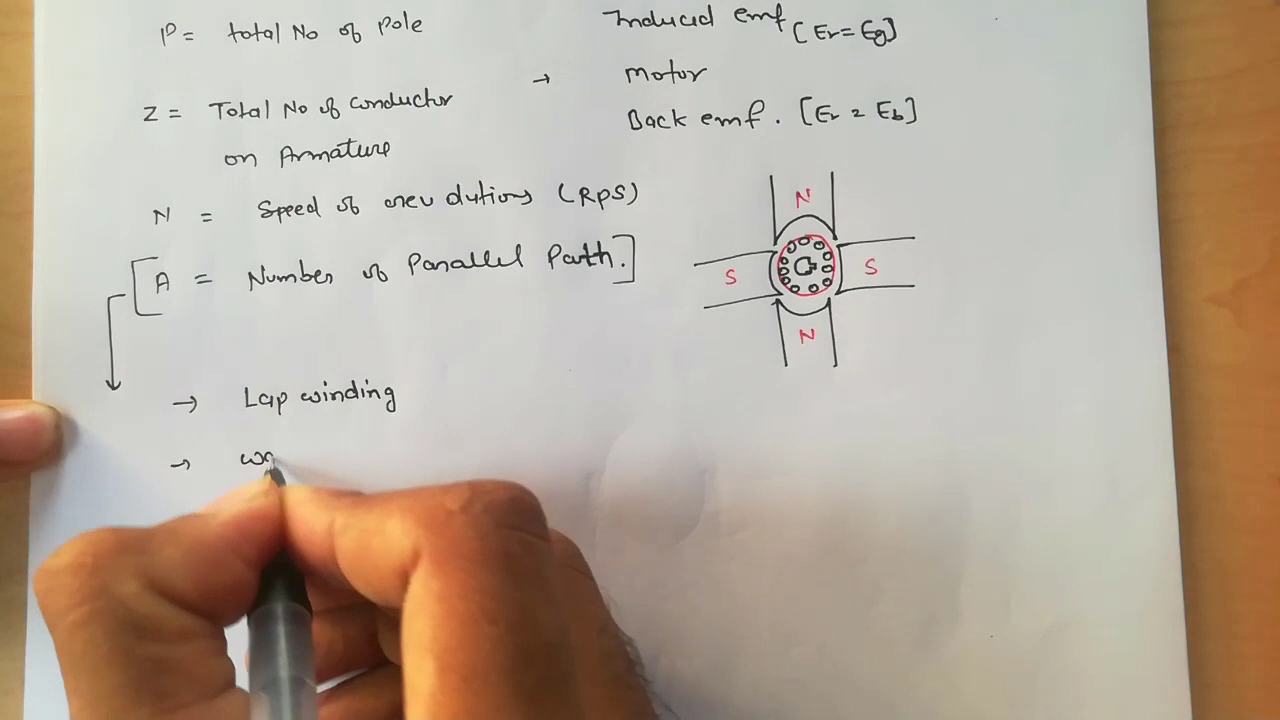 P = total No of Pole
Z = Total No of conductor
on Armature
N = Speed of revolutions (RPS)
[A = Number of Parallel Path.]
→ Lap winding
→ wa
Induced emf [Er = Eg]
→ motor
Back emf. [Er = Eb]
N
S
S
N